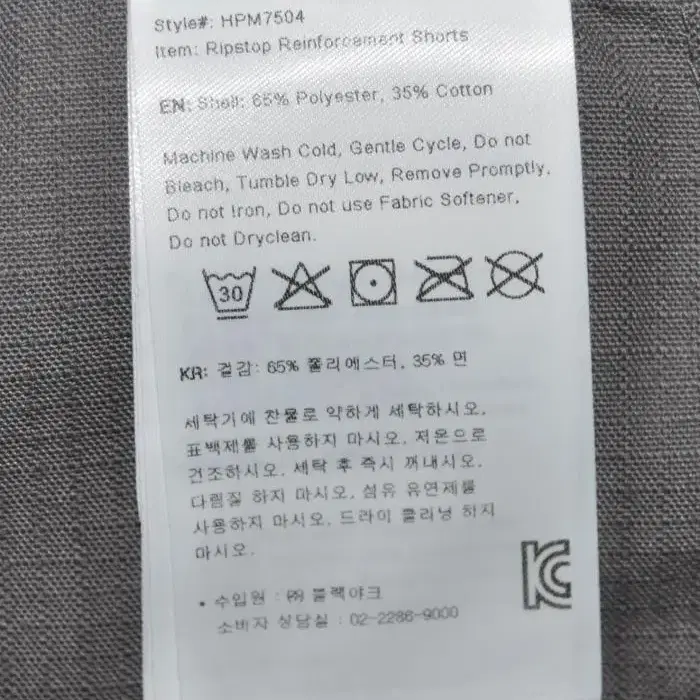 Style#: HPM7504
Item: Ripstop Reinforcement Shorts
EN: Shell: 65% Polyester, 35% Cotton
Machine Wash Cold, Gentle Cycle, Do not
Bleach, Tumble Dry Low, Remove Promptly,
Do not Iron, Do not use Fabric Softener,
Do not Dryclean.
30
KR: 겉감: 65% 폴리에스터, 35% 면
세탁기에 찬물로 약하게 세탁하시오.
표백제를 사용하지 마시오. 저온으로
건조하시오. 세탁 후 즉시 꺼내시오.
다림질 하지 마시오. 섬유 유연제를
사용하지 마시오. 드라이 클리닝 하지
마시오.
• 수입원 : ㈜ 블랙야크
소비자 상담실 : 02-2286-9000
KC